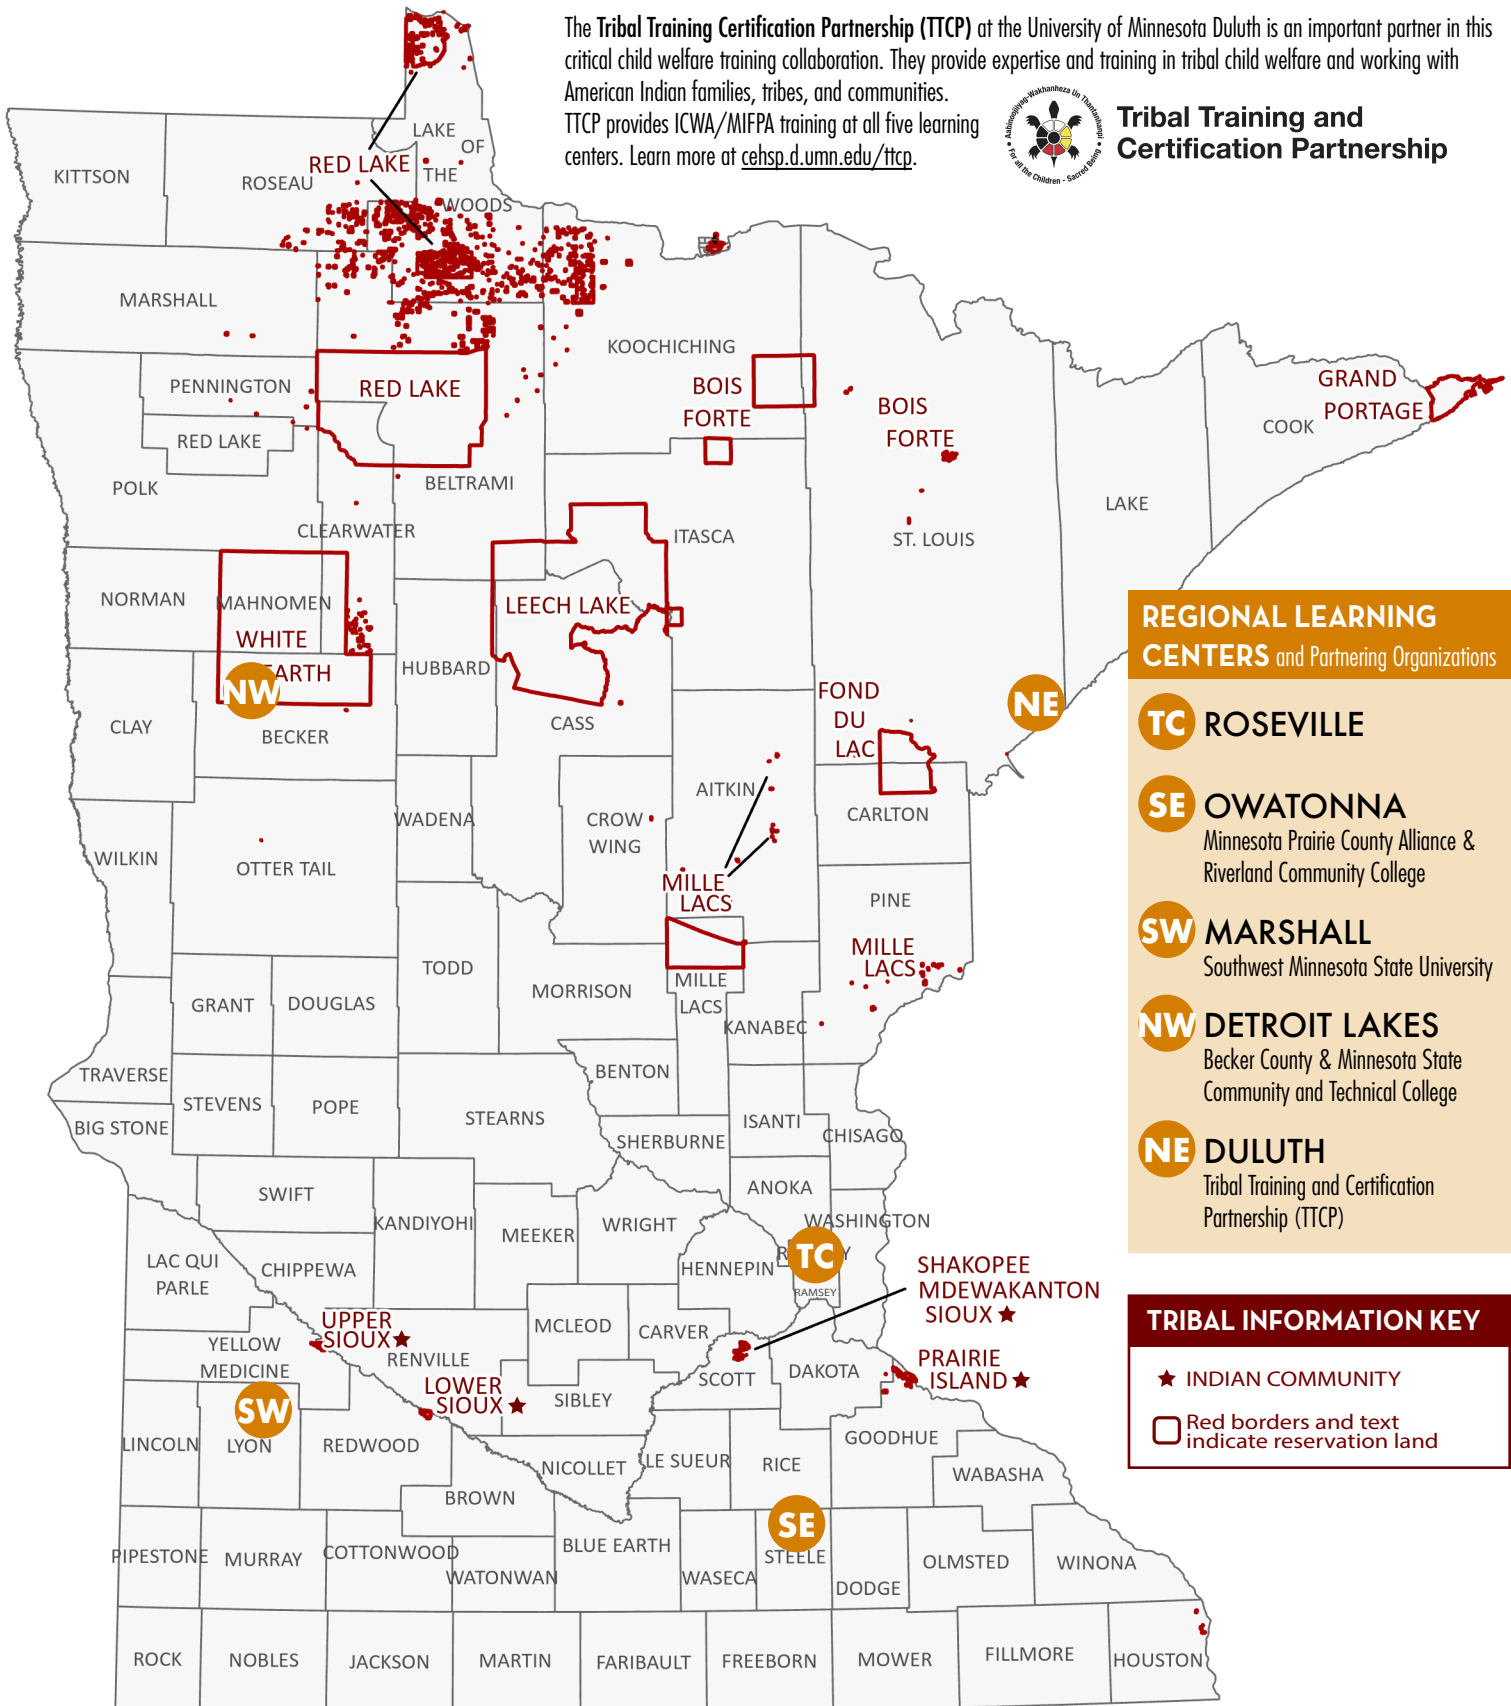 The Tribal Training Certification Partnership (TTCP) at the University of Minnesota Duluth is an important partner in this
critical child welfare training collaboration. They provide expertise and training in tribal child welfare and working with
American Indian families, tribes, and communities.
TTCP provides ICWA/MIFPA training at all five learning
centers. Learn more at cehsp.d.umn.edu/ttcp.
Aabinoojiiyag-Wakhanheza Un Thantanhanpi
For all the Children - Sacred Being
Tribal Training and
Certification Partnership
KITTSON
ROSEAU
LAKE
OF
THE
WOODS
RED LAKE
MARSHALL
KOOCHICHING
PENNINGTON
RED LAKE
RED LAKE
BOIS
FORTE
BOIS
FORTE
GRAND
PORTAGE
COOK
POLK
BELTRAMI
CLEARWATER
ITASCA
ST. LOUIS
LAKE
NORMAN
MAHNOMEN
WHITE
EARTH
NW
LEECH LAKE
HUBBARD
CLAY
BECKER
CASS
FOND
DU
LAC
NE
AITKIN
CARLTON
WADENA
CROW
WING
WILKIN
OTTER TAIL
MILLE
LACS
PINE
MILLE
LACS
TODD
MORRISON
MILLE
LACS
KANABEC
GRANT
DOUGLAS
TRAVERSE
BENTON
STEVENS
POPE
STEARNS
BIG STONE
SHERBURNE
ISANTI
CHISAGO
SWIFT
KANDIYOHI
MEEKER
WRIGHT
ANOKA
WASHINGTON
HENNEPIN
TC
RAMSEY
LAC QUI
PARLE
CHIPPEWA
SHAKOPEE
MDEWAKANTON
SIOUX ★
UPPER
SIOUX ★
YELLOW
MEDICINE
RENVILLE
MCLEOD
CARVER
SCOTT
DAKOTA
PRAIRIE
ISLAND ★
LOWER
SIOUX ★
SIBLEY
SW
LINCOLN
LYON
REDWOOD
NICOLLET
LE SUEUR
RICE
GOODHUE
WABASHA
BROWN
SE
PIPESTONE
MURRAY
COTTONWOOD
WATONWAN
BLUE EARTH
WASECA
STEELE
DODGE
OLMSTED
WINONA
ROCK
NOBLES
JACKSON
MARTIN
FARIBAULT
FREEBORN
MOWER
FILLMORE
HOUSTON
REGIONAL LEARNING
CENTERS and Partnering Organizations
TC ROSEVILLE
SE OWATONNA
Minnesota Prairie County Alliance &
Riverland Community College
SW MARSHALL
Southwest Minnesota State University
NW DETROIT LAKES
Becker County & Minnesota State
Community and Technical College
NE DULUTH
Tribal Training and Certification
Partnership (TTCP)
TRIBAL INFORMATION KEY
★ INDIAN COMMUNITY
Red borders and text
indicate reservation land